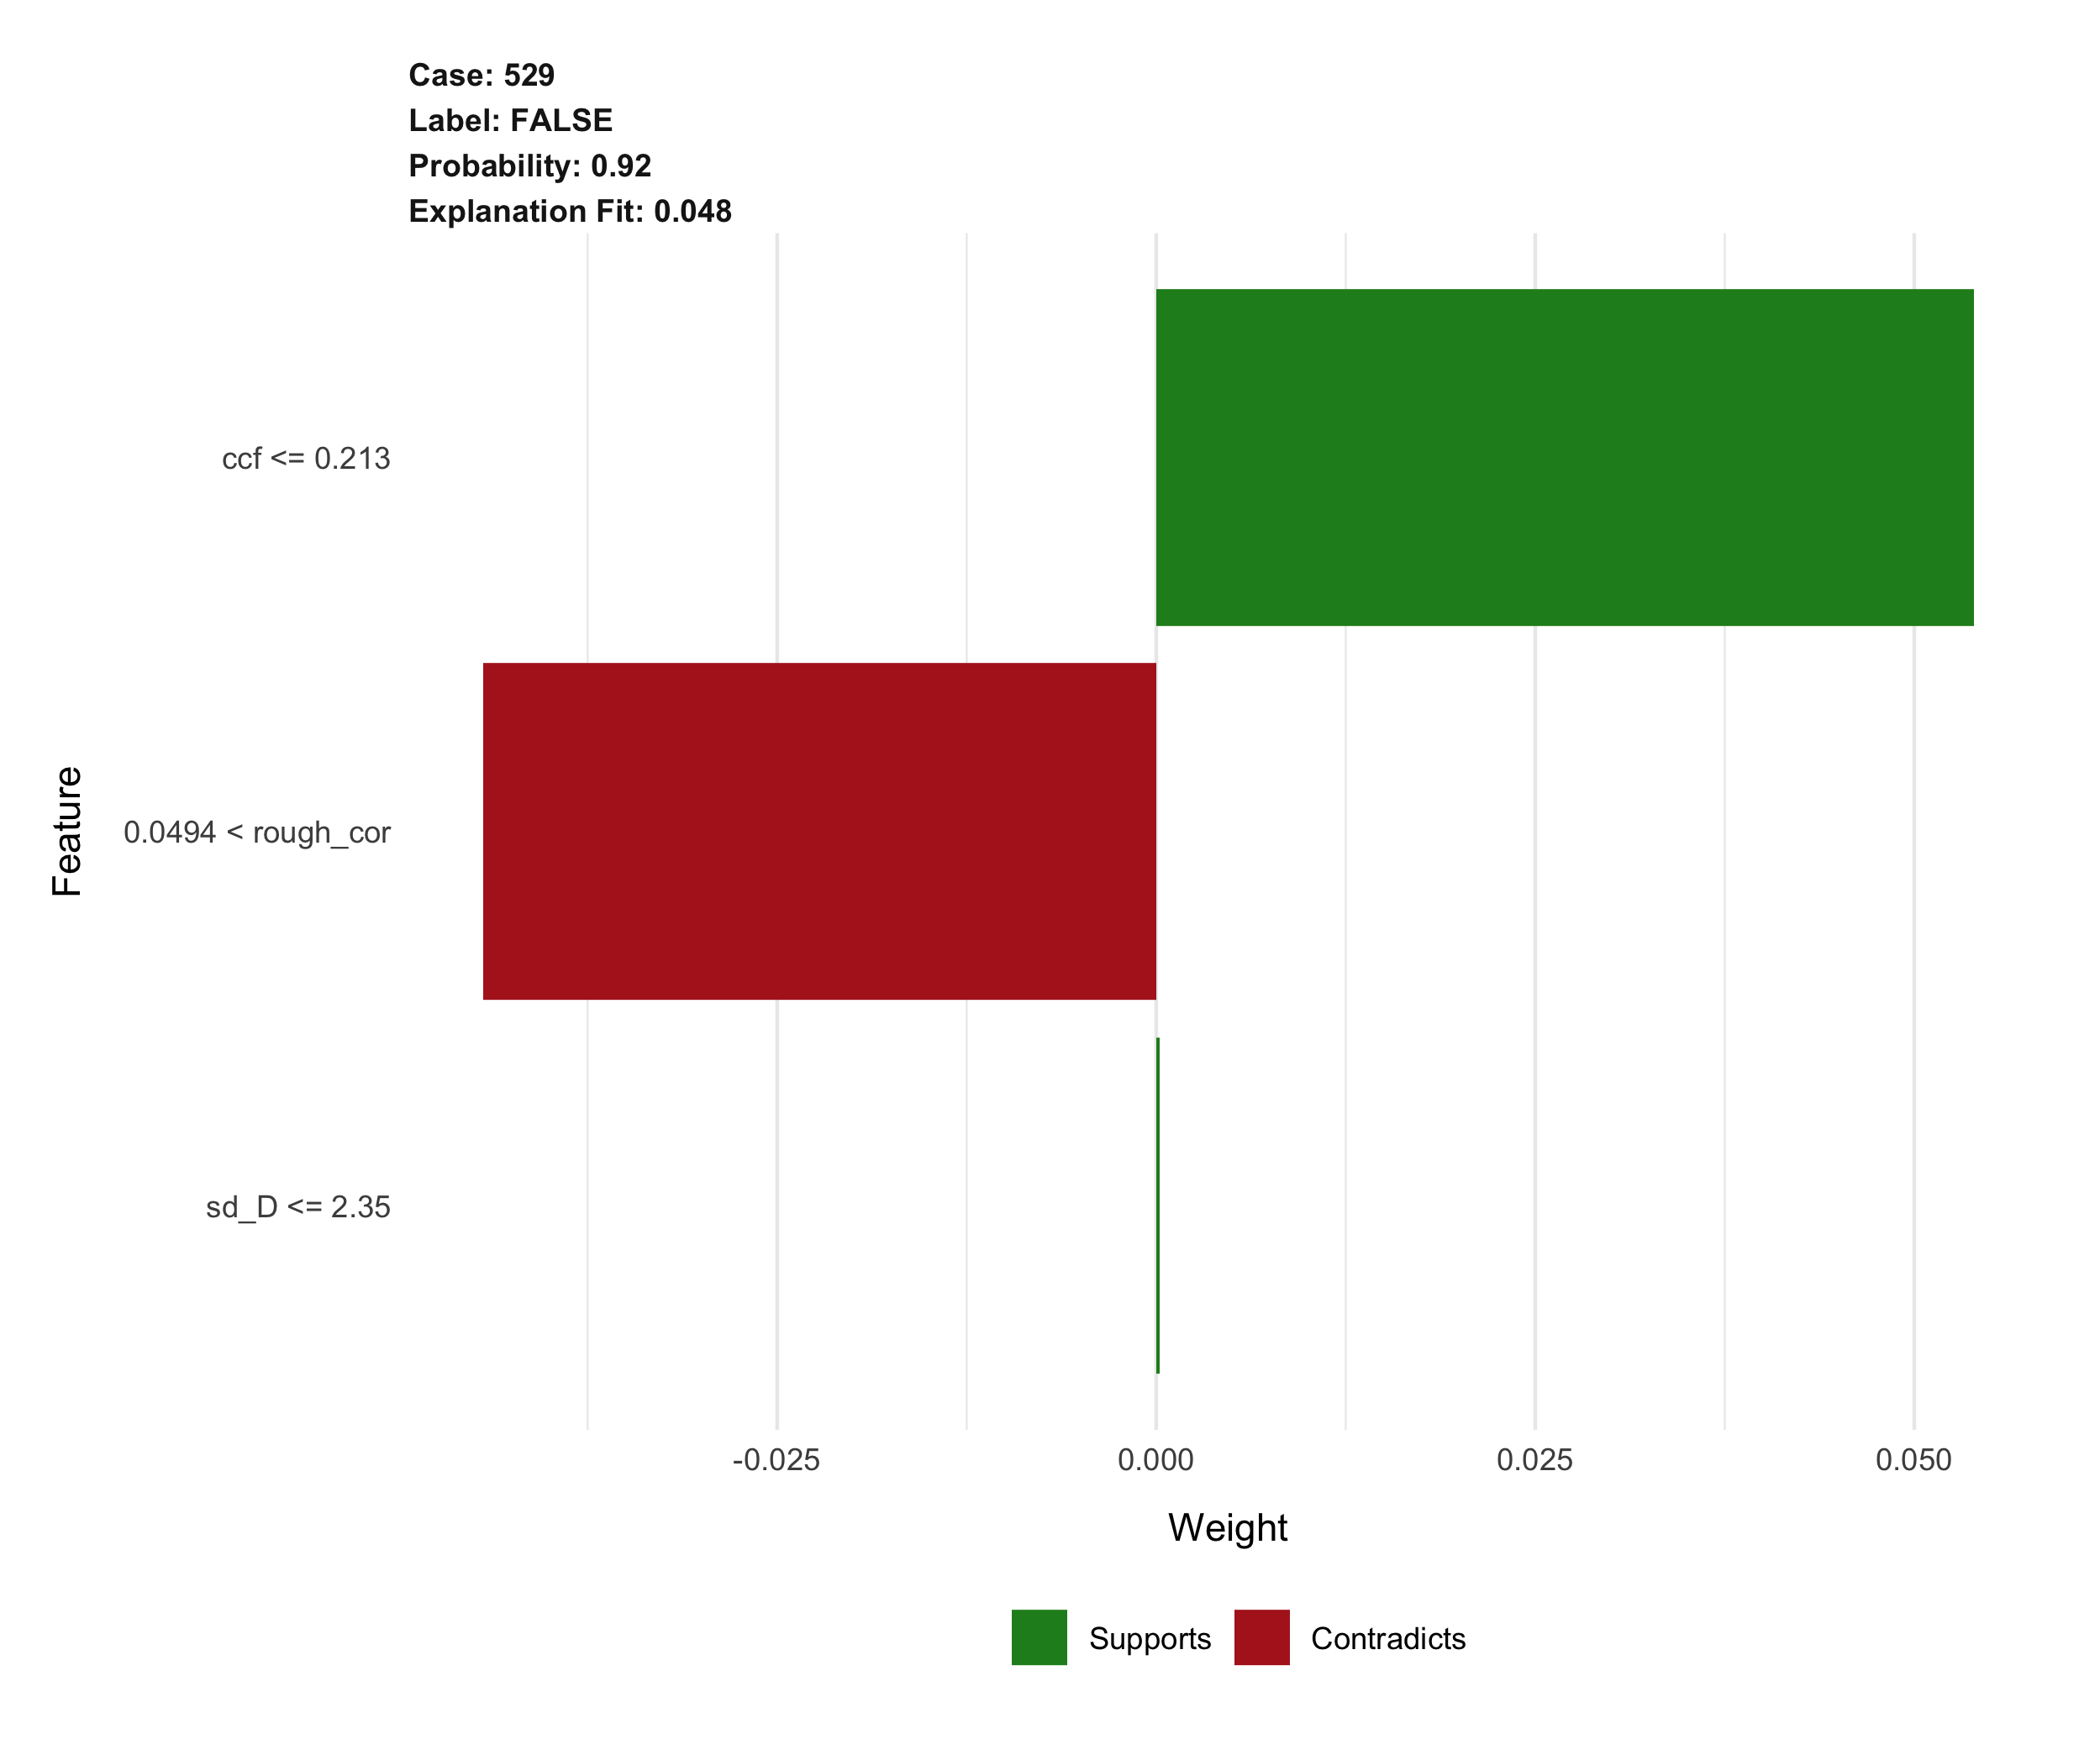 Case: 529
Label: FALSE
Probability: 0.92
Explanation Fit: 0.048
ccf <= 0.213
0.0494 < rough_cor
sd_D <= 2.35
Feature
-0.025
0.000
0.025
0.050
Weight
Supports
Contradicts